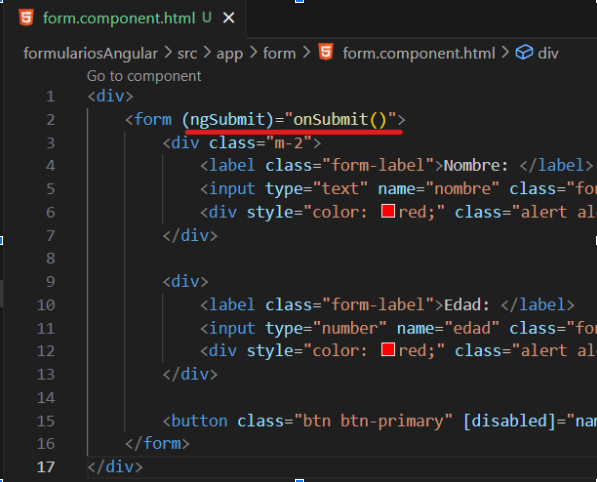 form.component.html U ×
formulariosAngular > src > app > form > form.component.html > div
Go to component
1 <div>
2 <form (ngSubmit)="onSubmit()">
3 <div class="m-2">
4 <label class="form-label">Nombre: </label>
5 <input type="text" name="nombre" class="for
6 <div style="color: red;" class="alert al
7 </div>
8
9 <div>
10 <label class="form-label">Edad: </label>
11 <input type="number" name="edad" class="for
12 <div style="color: red;" class="alert al
13 </div>
14
15 <button class="btn btn-primary" [disabled]="nam
16 </form>
17 </div>